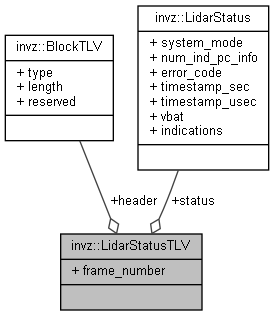 invz::BlockTLV
+ type
+ length
+ reserved
invz::LidarStatus
+ system_mode
+ num_ind_pc_info
+ error_code
+ timestamp_sec
+ timestamp_usec
+ vbat
+ indications
+header
+status
invz::LidarStatusTLV
+ frame_number